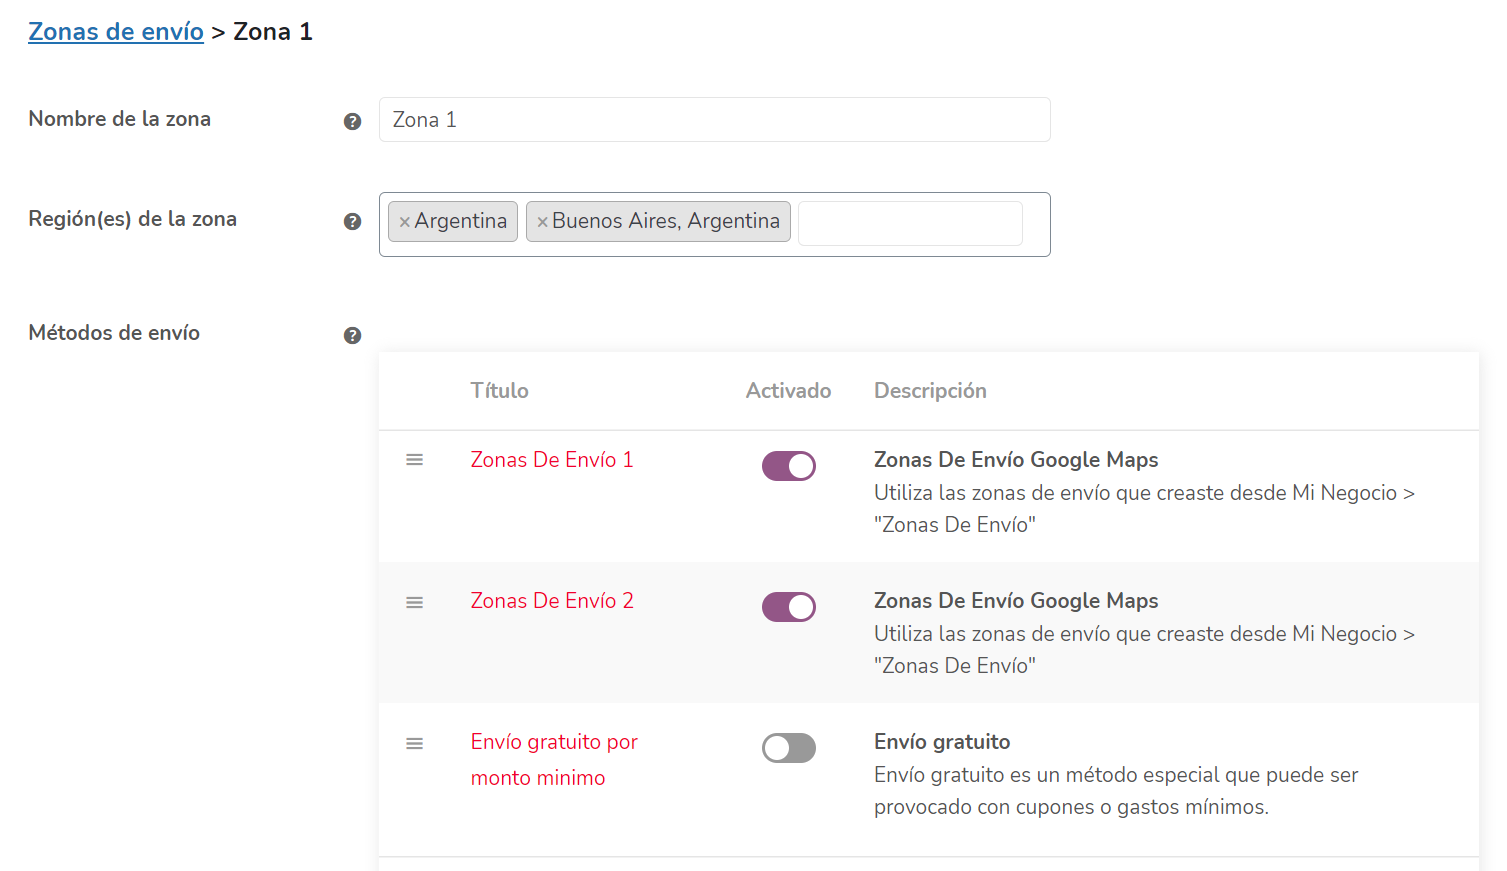 Zonas de envío > Zona 1
Nombre de la zona
Zona 1
Región(es) de la zona
×Argentina ×Buenos Aires, Argentina
Métodos de envío
Título Activado Descripción
Zonas De Envío 1
Zonas De Envío Google Maps
Utiliza las zonas de envío que creaste desde Mi Negocio >
"Zonas De Envío"
Zonas De Envío 2
Zonas De Envío Google Maps
Utiliza las zonas de envío que creaste desde Mi Negocio >
"Zonas De Envío"
Envío gratuito por
monto minimo
Envío gratuito
Envío gratuito es un método especial que puede ser
provocado con cupones o gastos mínimos.